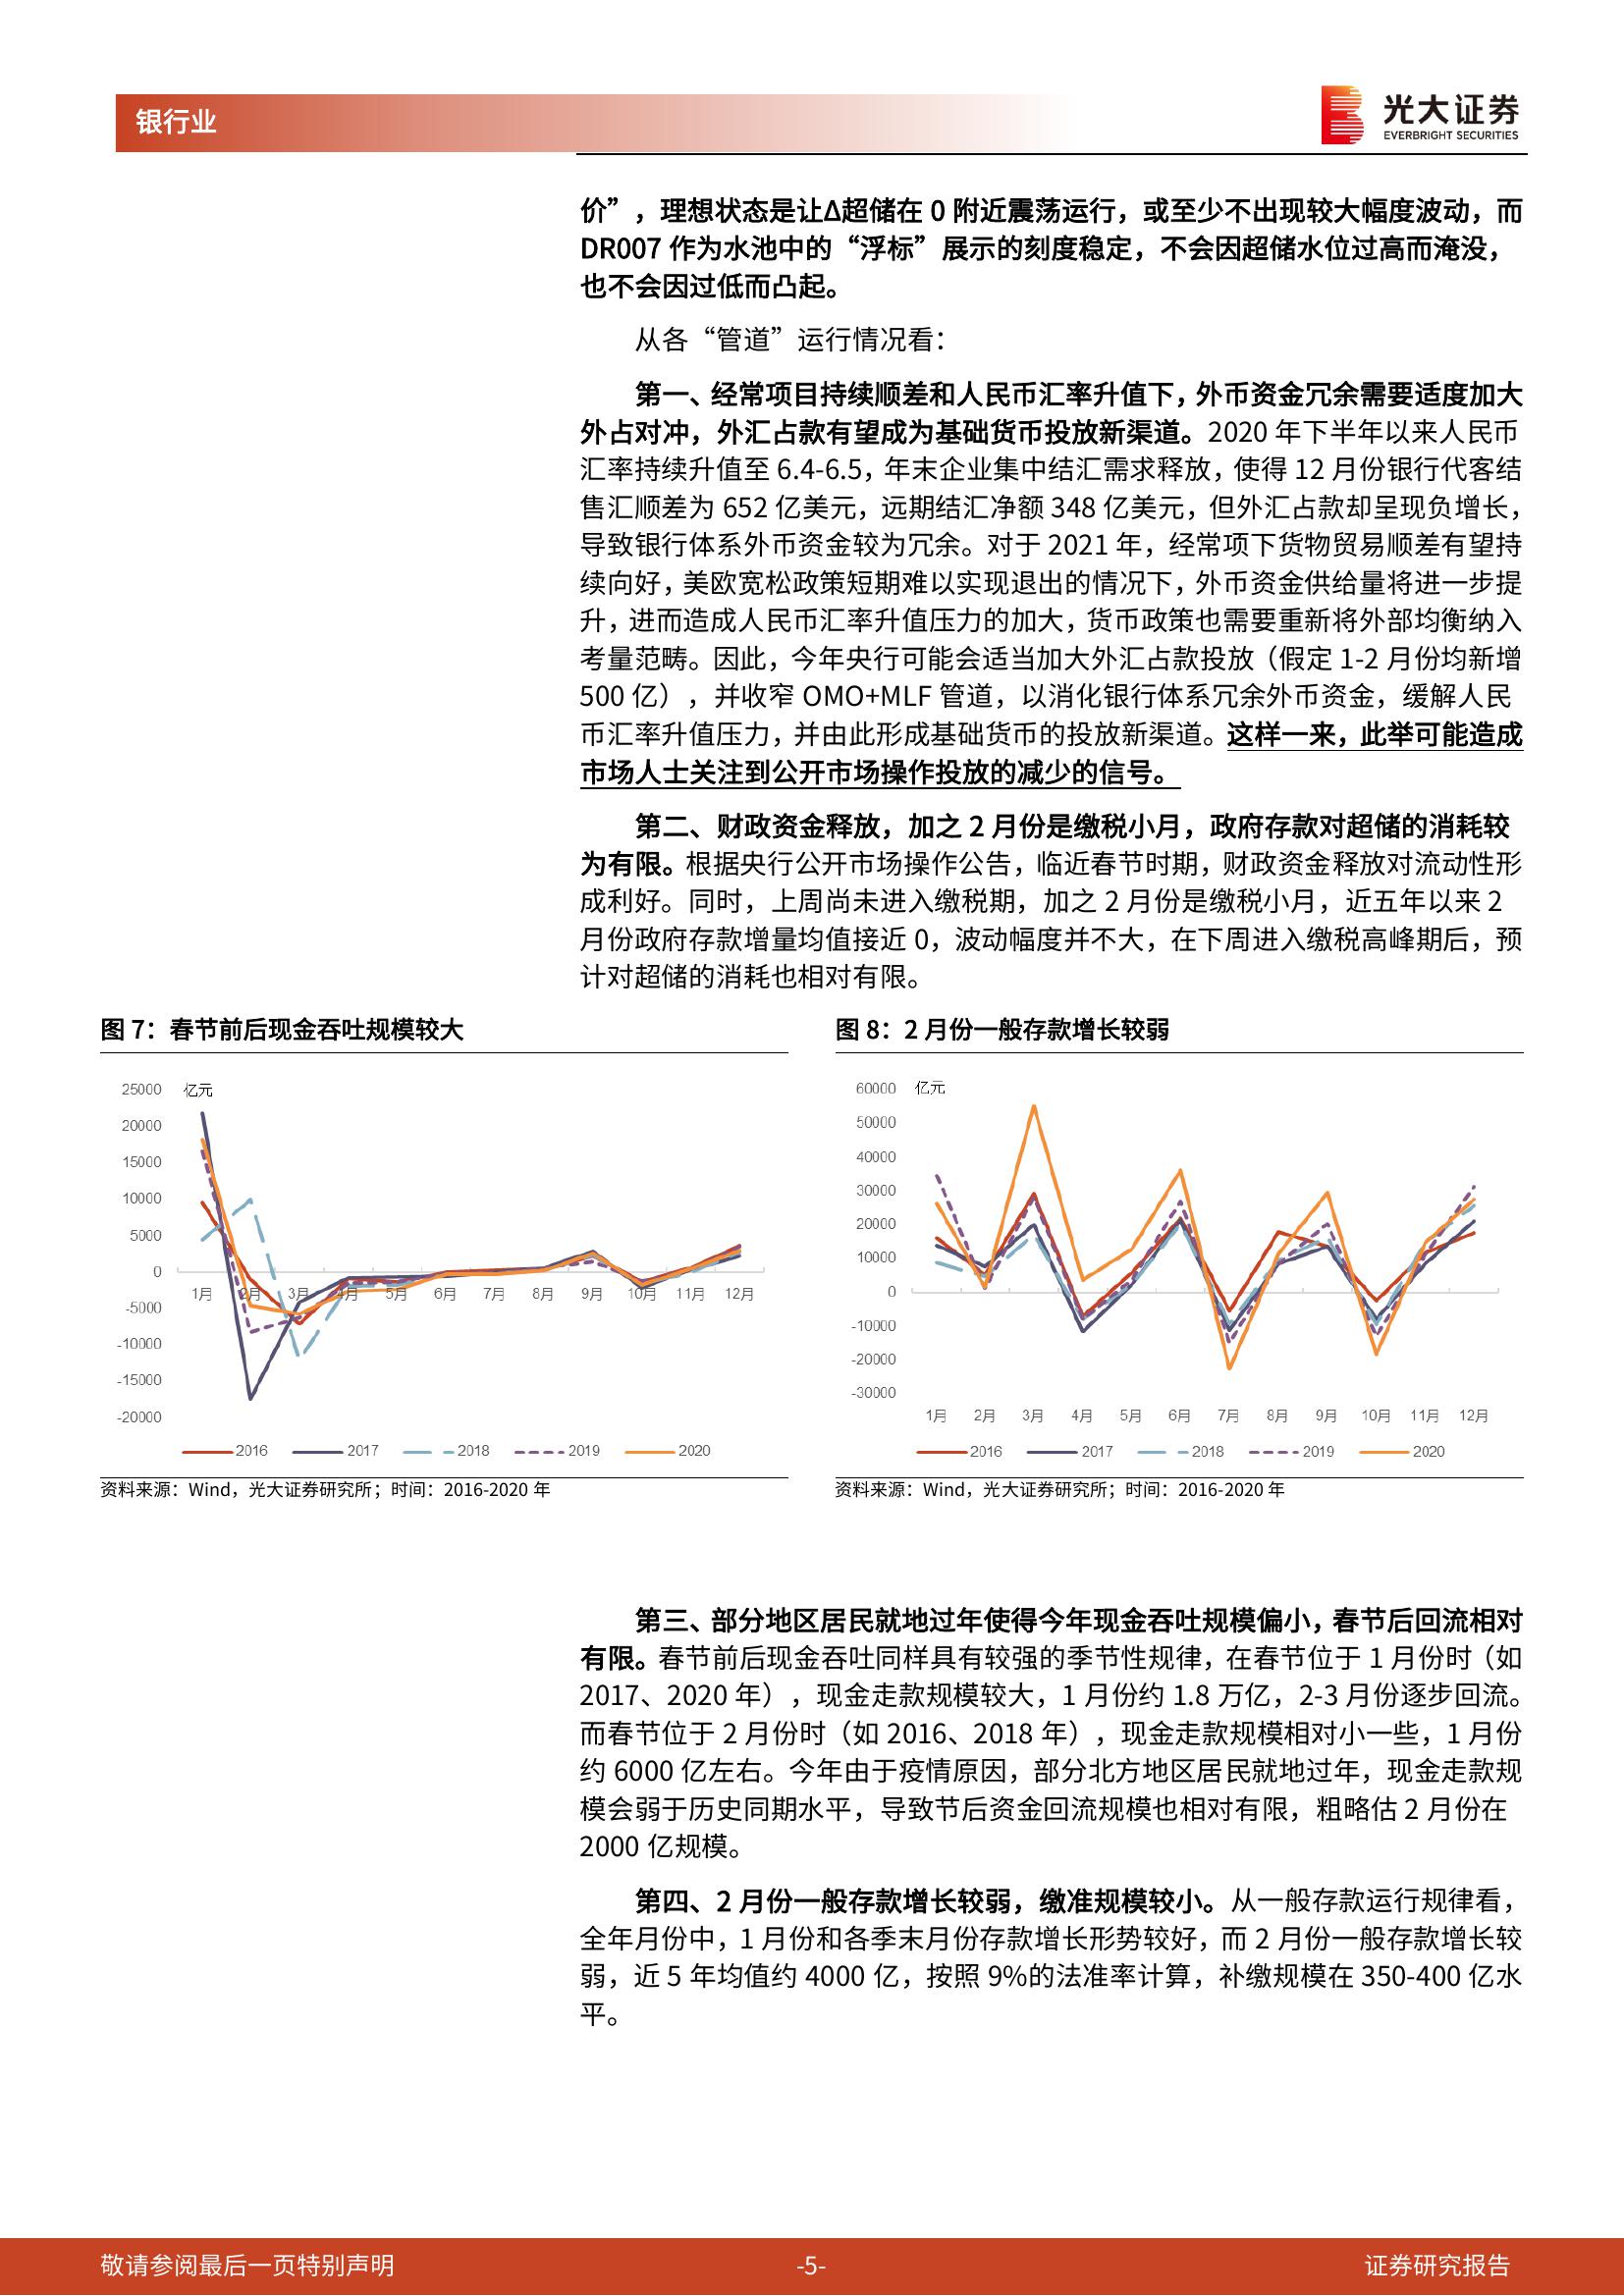 银行业
光大证券
EVERBRIGHT SECURITIES
价”，理想状态是让Δ超储在 0 附近震荡运行，或至少不出现较大幅度波动，而
DR007 作为水池中的“浮标”展示的刻度稳定，不会因超储水位过高而淹没，
也不会因过低而凸起。
从各“管道”运行情况看：
第一、经常项目持续顺差和人民币汇率升值下，外币资金冗余需要适度加大
外占对冲，外汇占款有望成为基础货币投放新渠道。2020 年下半年以来人民币
汇率持续升值至 6.4-6.5，年末企业集中结汇需求释放，使得 12 月份银行代客结
售汇顺差为 652 亿美元，远期结汇净额 348 亿美元，但外汇占款却呈现负增长，
导致银行体系外币资金较为冗余。对于 2021 年，经常项下货物贸易顺差有望持
续向好，美欧宽松政策短期难以实现退出的情况下，外币资金供给量将进一步提
升，进而造成人民币汇率升值压力的加大，货币政策也需要重新将外部均衡纳入
考量范畴。因此，今年央行可能会适当加大外汇占款投放（假定 1-2 月份均新增
500 亿），并收窄 OMO+MLF 管道，以消化银行体系冗余外币资金，缓解人民
币汇率升值压力，并由此形成基础货币的投放新渠道。这样一来，此举可能造成
市场人士关注到公开市场操作投放的减少的信号。
第二、财政资金释放，加之 2 月份是缴税小月，政府存款对超储的消耗较
为有限。根据央行公开市场操作公告，临近春节时期，财政资金释放对流动性形
成利好。同时，上周尚未进入缴税期，加之 2 月份是缴税小月，近五年以来 2
月份政府存款增量均值接近 0，波动幅度并不大，在下周进入缴税高峰期后，预
计对超储的消耗也相对有限。
图 7：春节前后现金吞吐规模较大
25000
亿元
20000
15000
10000
5000
0
-5000
-10000
-15000
-20000
1月 2月 3月 4月 5月 6月 7月 8月 9月 10月 11月 12月
2016 2017 2018 2019 2020
资料来源：Wind，光大证券研究所；时间：2016-2020 年
图 8：2 月份一般存款增长较弱
60000
亿元
50000
40000
30000
20000
10000
0
-10000
-20000
-30000
1月 2月 3月 4月 5月 6月 7月 8月 9月 10月 11月 12月
2016 2017 2018 2019 2020
资料来源：Wind，光大证券研究所；时间：2016-2020 年
第三、部分地区居民就地过年使得今年现金吞吐规模偏小，春节后回流相对
有限。春节前后现金吞吐同样具有较强的季节性规律，在春节位于 1 月份时（如
2017、2020 年），现金走款规模较大，1 月份约 1.8 万亿，2-3 月份逐步回流。
而春节位于 2 月份时（如 2016、2018 年），现金走款规模相对小一些，1 月份
约 6000 亿左右。今年由于疫情原因，部分北方地区居民就地过年，现金走款规
模会弱于历史同期水平，导致节后资金回流规模也相对有限，粗略估 2 月份在
2000 亿规模。
第四、2 月份一般存款增长较弱，缴准规模较小。从一般存款运行规律看，
全年月份中，1 月份和各季末月份存款增长形势较好，而 2 月份一般存款增长较
弱，近 5 年均值约 4000 亿，按照 9%的法准率计算，补缴规模在 350-400 亿水
平。
敬请参阅最后一页特别声明
-5-
证券研究报告